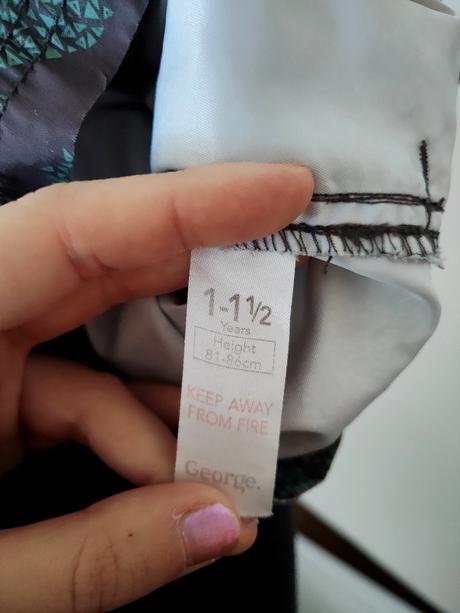 1-1½
Years
Height
81-86cm
KEEP AWAY
FROM FIRE
George.